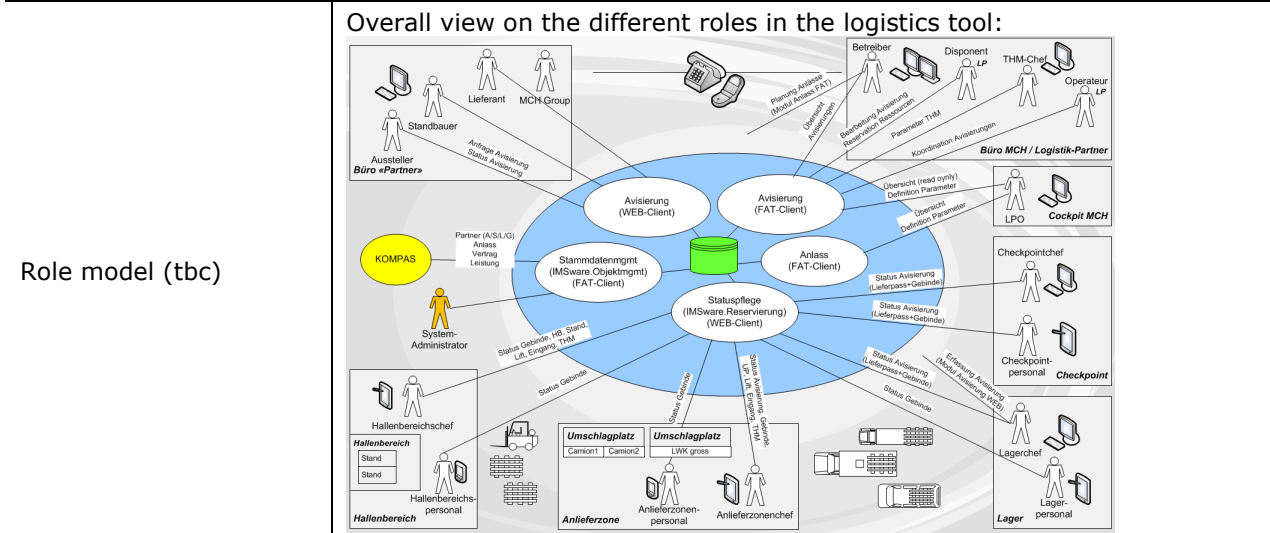 Role model (tbc)
Overall view on the different roles in the logistics tool:
Lieferant
MCH Group
Standbauer
Aussteller
Büro «Partner»
Anfrage Avisierung
Status Avisierung
Planung Anlässe
(Modul Anlass FAT)
Übersicht
Avisierungen
Betreiber
Disponent
LP
THM-Chef
Operateur
LP
Bearbeitung Avisierung
Reservation Ressourcen
Parameter THM
Koordination Avisierungen
Büro MCH / Logistik-Partner
Avisierung
(WEB-Client)
Avisierung
(FAT-Client)
Übersicht (read oynly)
Definition Parameter
Übersicht
Definition Parameter
LPO
Cockpit MCH
KOMPAS
Partner (A/S/L/G)
Anlass
Vertrag
Leistung
Stammdatenmgmt
(IMSware.Objektmgmt)
(FAT-Client)
Anlass
(FAT-Client)
Statuspflege
(IMSware.Reservierung)
(WEB-Client)
System-
Administrator
Status Avisierung
(Lieferpass+Gebinde)
Status Avisierung
(Lieferpass+Gebinde)
Checkpointchef
Checkpoint-
personal
Checkpoint
Status Gebinde, HB, Stand,
Lift, Eingang, THM
Status Gebinde
Status Gebinde
Status Avisierung, Gebinde,
UP, Lift, Eingang, THM
Status Avisierung
(Lieferpass+Gebinde)
Erfassung Avisierung
(Modul Avisierung WEB)
Status Gebinde
Hallenbereichschef
Hallenbereich
Stand
Stand
Hallenbereichs-
personal
Hallenbereich
Umschlagplatz
Camion1
Camion2
Umschlagplatz
LWK gross
Anlieferzonen-
personal
Anlieferzonenchef
Anlieferzone
Lagerchef
Lager-
personal
Lager